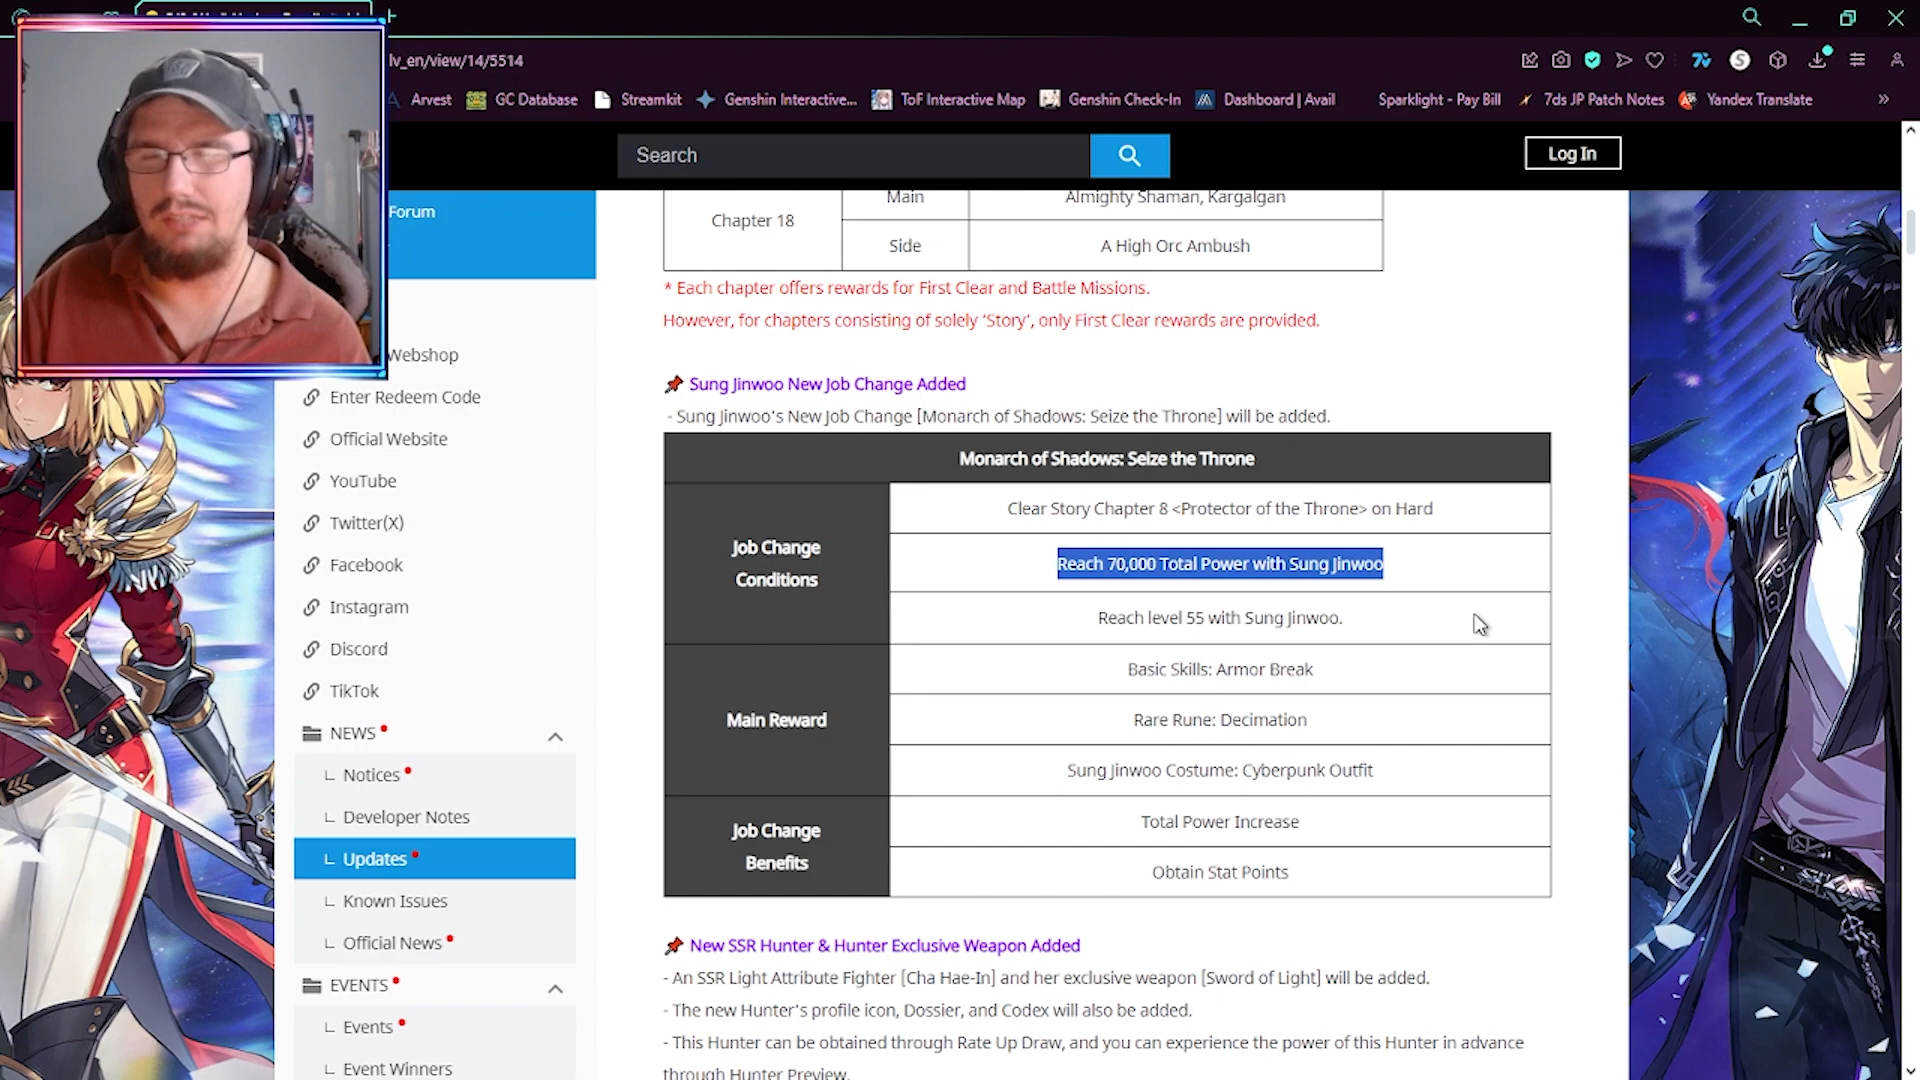 lv_en/view/14/5514
Arvest
GC Database
Streamkit
Genshin Interactive...
ToF Interactive Map
Genshin Check-In
Dashboard | Avail
Sparklight - Pay Bill
7ds JP Patch Notes
Yandex Translate
»
Search
Log In
Forum
Webshop
Enter Redeem Code
Official Website
YouTube
Twitter(X)
Facebook
Instagram
Discord
TikTok
NEWS
Notices
Developer Notes
Updates
Known Issues
Official News
EVENTS
Events
Event Winners
Chapter 18
Main
Almighty Shaman, Kargalgan
Side
A High Orc Ambush
* Each chapter offers rewards for First Clear and Battle Missions.
However, for chapters consisting of solely ‘Story’, only First Clear rewards are provided.
Sung Jinwoo New Job Change Added
- Sung Jinwoo's New Job Change [Monarch of Shadows: Seize the Throne] will be added.
Monarch of Shadows: Seize the Throne
Job Change
Conditions
Clear Story Chapter 8 <Protector of the Throne> on Hard
Reach 70,000 Total Power with Sung Jinwoo
Reach level 55 with Sung Jinwoo.
Main Reward
Basic Skills: Armor Break
Rare Rune: Decimation
Sung Jinwoo Costume: Cyberpunk Outfit
Job Change
Benefits
Total Power Increase
Obtain Stat Points
New SSR Hunter & Hunter Exclusive Weapon Added
- An SSR Light Attribute Fighter [Cha Hae-In] and her exclusive weapon [Sword of Light] will be added.
- The new Hunter's profile icon, Dossier, and Codex will also be added.
- This Hunter can be obtained through Rate Up Draw, and you can experience the power of this Hunter in advance
through Hunter Preview.